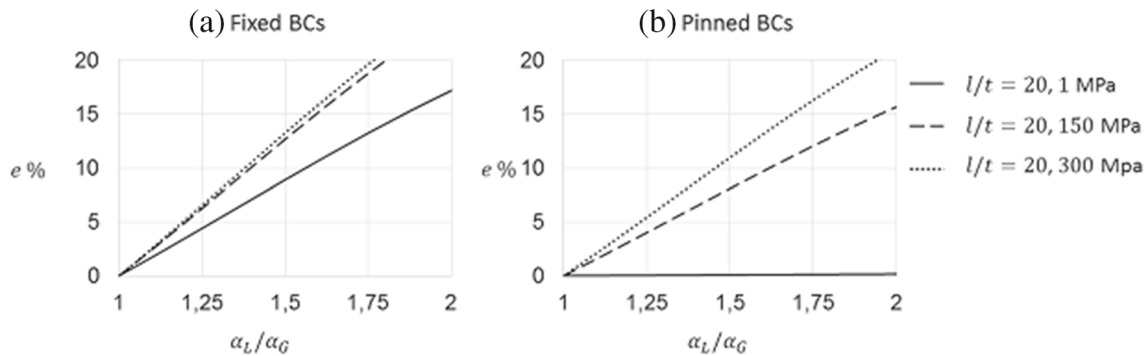 (a) Fixed BCs
20
15
e %
10
5
0
1 1,25 1,5 1,75 2
α_L/α_G
(b) Pinned BCs
20
15
e %
10
5
0
1 1,25 1,5 1,75 2
α_L/α_G
l/t = 20, 1 MPa
l/t = 20, 150 MPa
l/t = 20, 300 Mpa